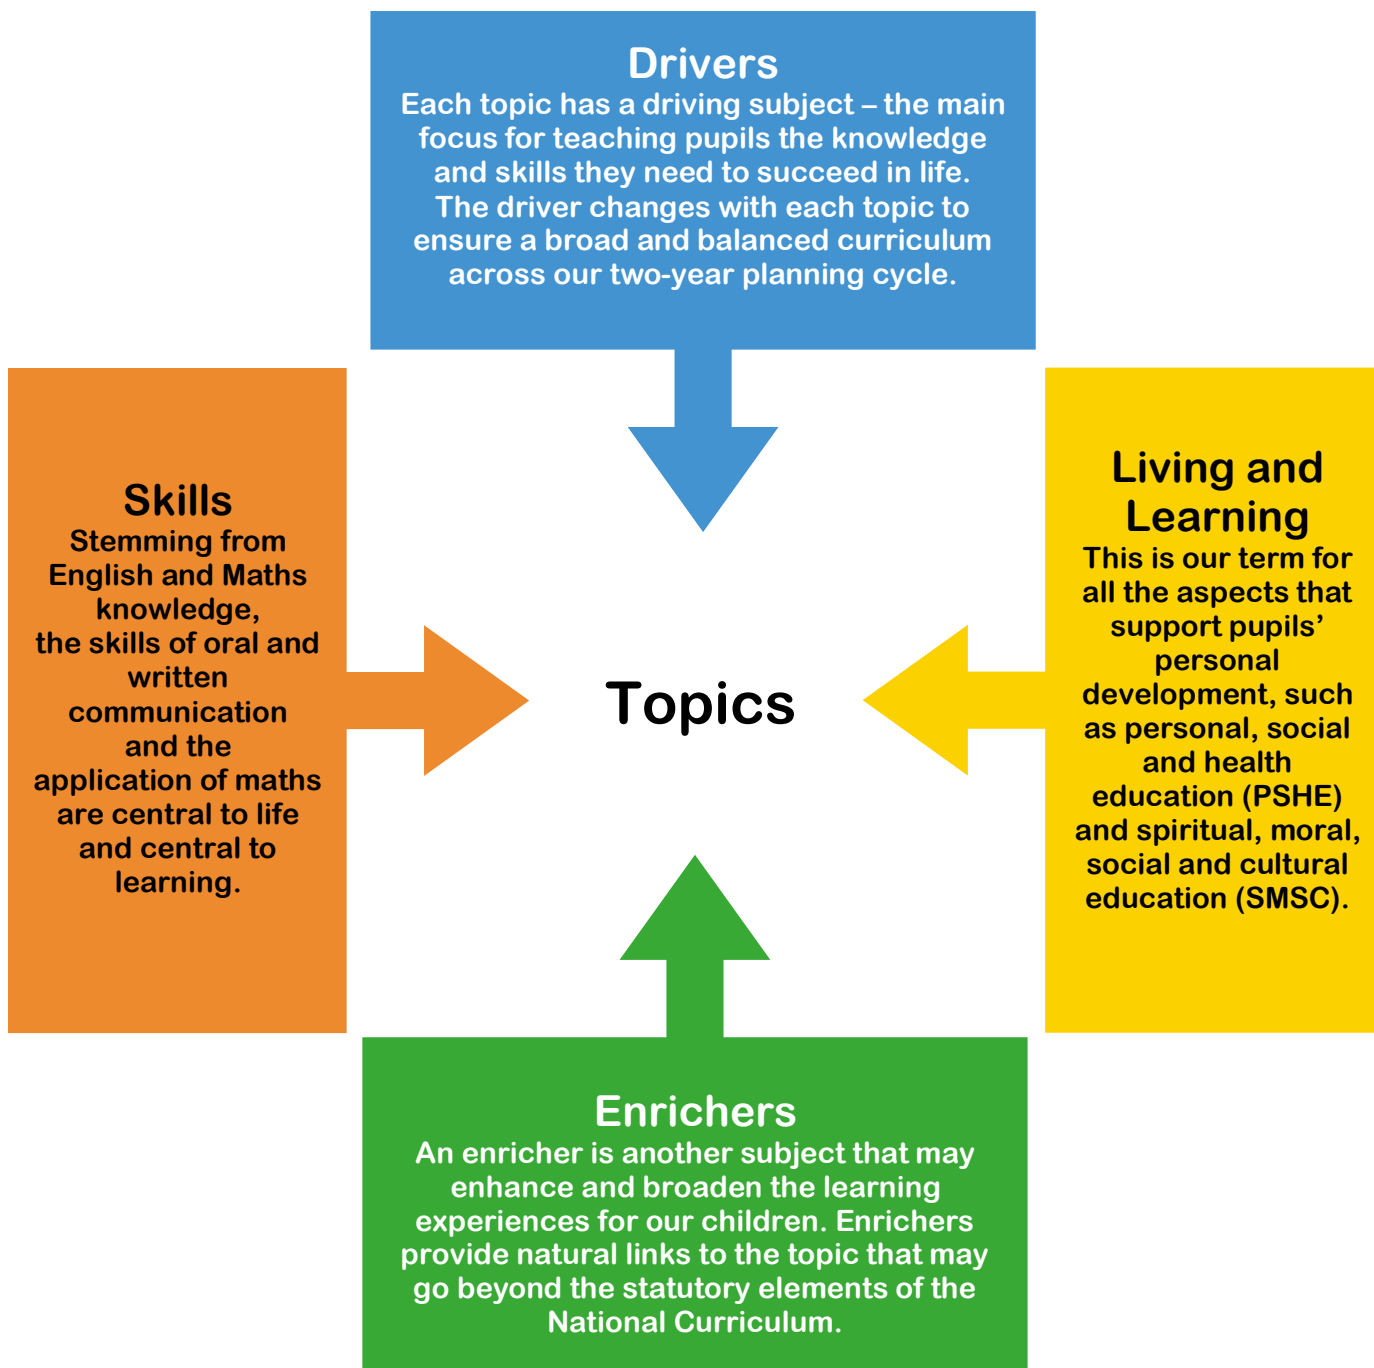 Drivers
Each topic has a driving subject – the main
focus for teaching pupils the knowledge
and skills they need to succeed in life.
The driver changes with each topic to
ensure a broad and balanced curriculum
across our two-year planning cycle.
Skills
Stemming from
English and Maths
knowledge,
the skills of oral and
written
communication
and the
application of maths
are central to life
and central to
learning.
Topics
Living and
Learning
This is our term for
all the aspects that
support pupils’
personal
development, such
as personal, social
and health
education (PSHE)
and spiritual, moral,
social and cultural
education (SMSC).
Enrichers
An enricher is another subject that may
enhance and broaden the learning
experiences for our children. Enrichers
provide natural links to the topic that may
go beyond the statutory elements of the
National Curriculum.